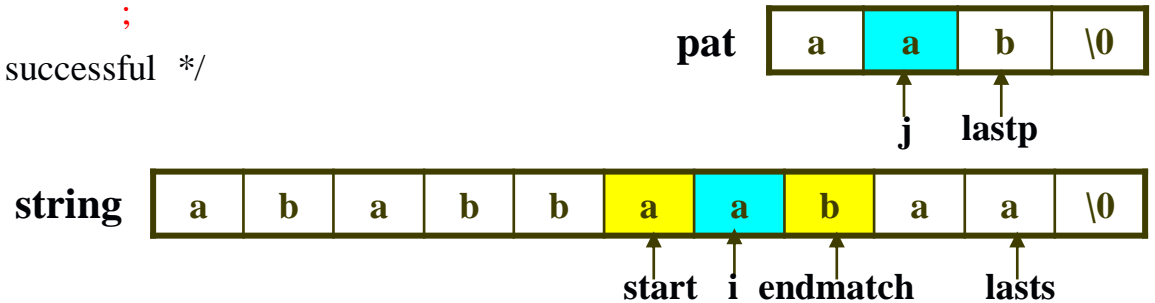 ;
successful */
pat a a b \0
j lastp
string a b a b b a a b a a \0
start i endmatch lasts